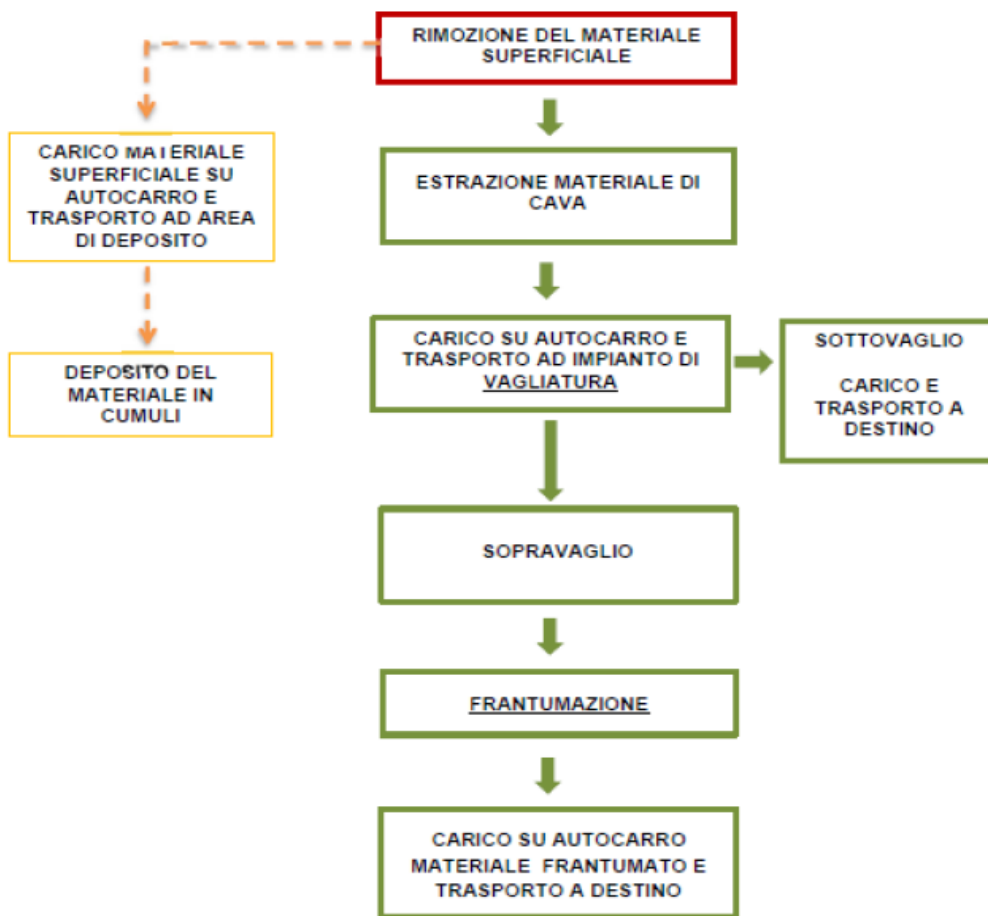 RIMOZIONE DEL MATERIALE
SUPERFICIALE
CARICO MATERIALE
SUPERFICIALE SU
AUTOCARRO E
TRASPORTO AD AREA
DI DEPOSITO
DEPOSITO DEL
MATERIALE IN
CUMULI
ESTRAZIONE MATERIALE DI
CAVA
CARICO SU AUTOCARRO E
TRASPORTO AD IMPIANTO DI
VAGLIATURA
SOTTOVAGLIO
CARICO E
TRASPORTO A
DESTINO
SOPRAVAGLIO
FRANTUMAZIONE
CARICO SU AUTOCARRO
MATERIALE FRANTUMATO E
TRASPORTO A DESTINO